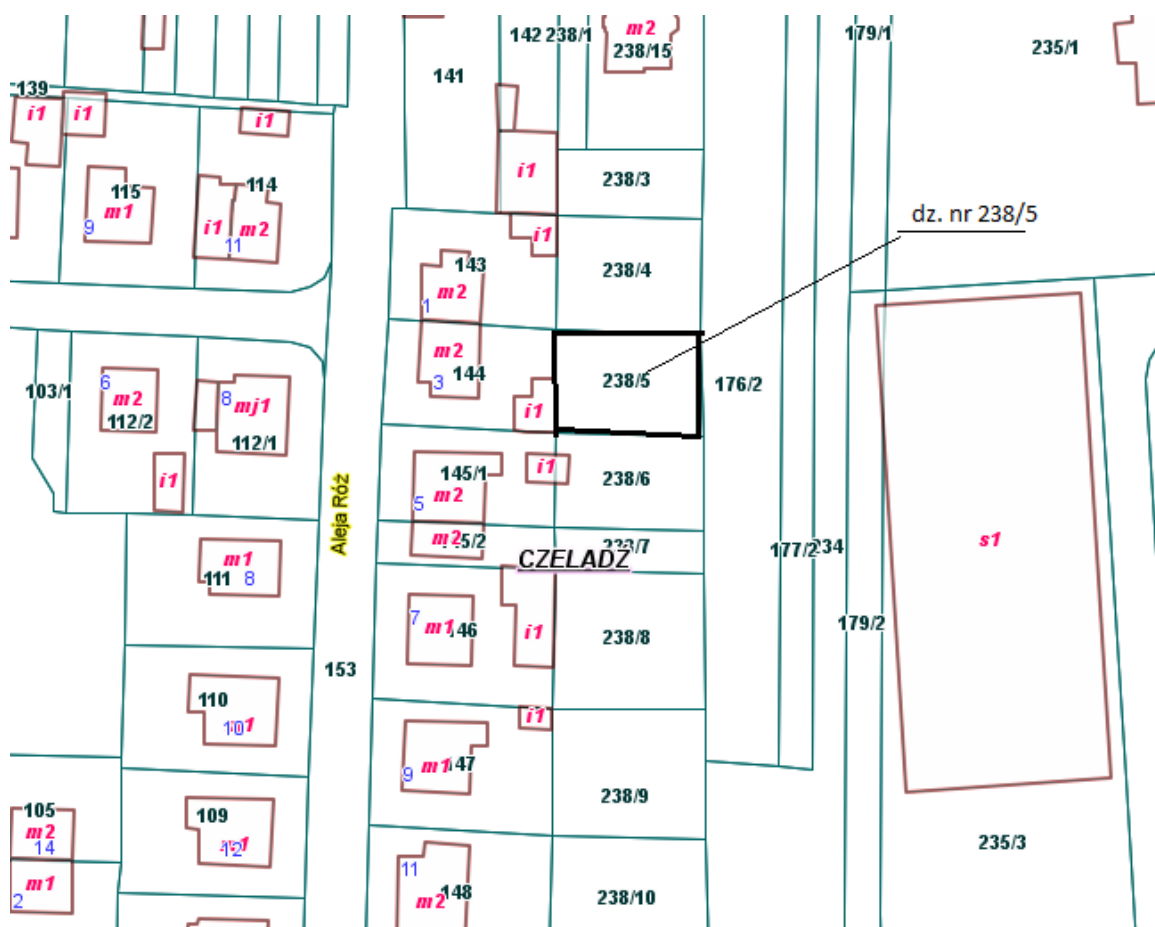 142
238/1
m2
238/15
179/1
235/1
141
139
i1
i1
i1
i1
238/3
115
m1
9
114
i1
m2
11
dz. nr 238/5
i1
143
m2
1
238/4
m2
3
144
238/5
176/2
103/1
6
m2
112/2
8
mj1
112/1
i1
i1
145/1
m2
5
i1
238/6
Aleja Róż
m2
145/2
238/7
CZELADŹ
177/2
234
s1
m1
111
8
7
m1
146
i1
238/8
179/2
153
110
10
i1
m1
147
9
238/9
105
m2
14
109
12
235/3
m1
2
11
m2
148
238/10